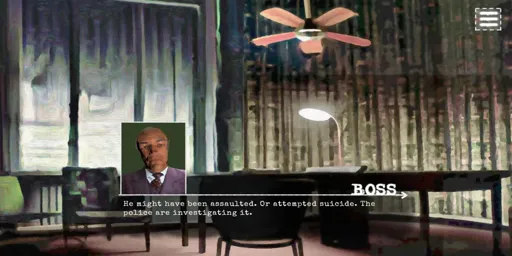 BOSS
He might have been assaulted. Or attempted suicide. The
police are investigating it.